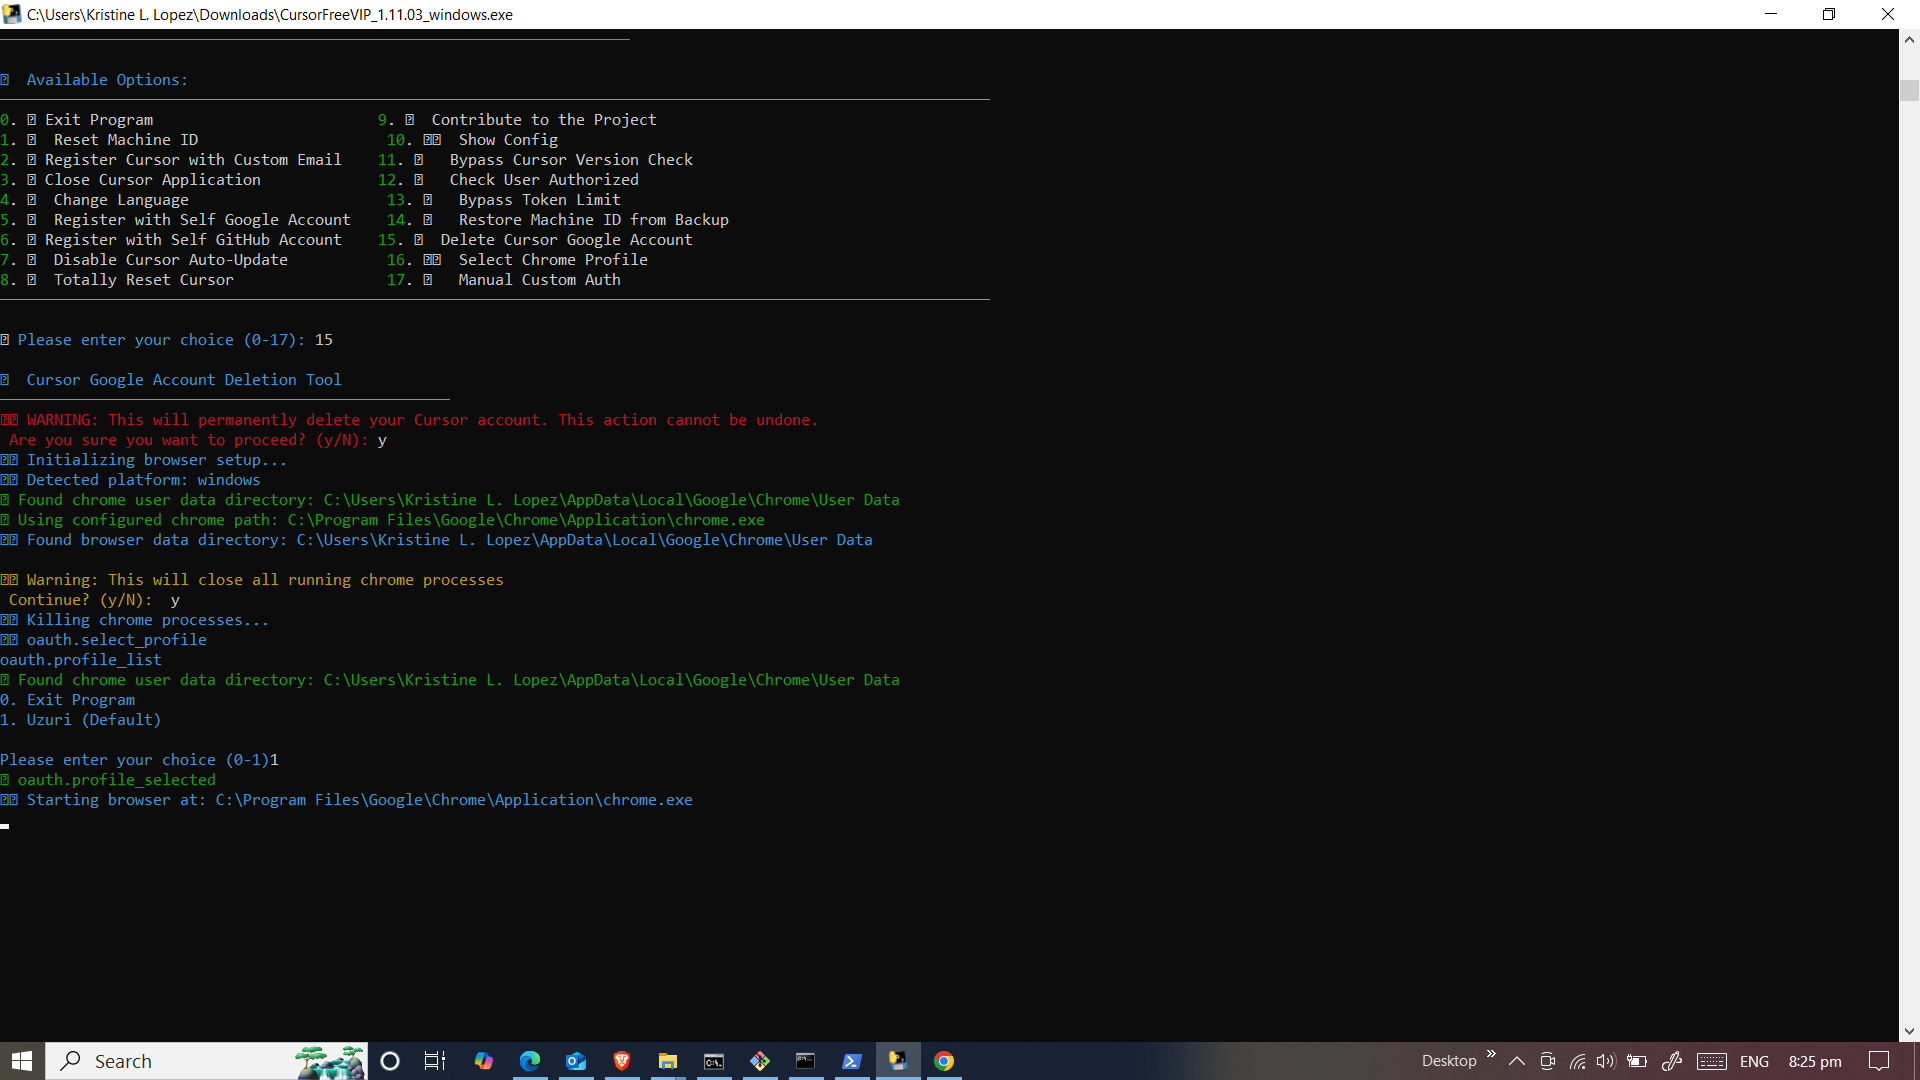 C:\Users\Kristine L. Lopez\Downloads\CursorFreeVIP_1.11.03_windows.exe
Available Options:
0. Exit Program 9. Contribute to the Project
1. Reset Machine ID 10. Show Config
2. Register Cursor with Custom Email 11. Bypass Cursor Version Check
3. Close Cursor Application 12. Check User Authorized
4. Change Language 13. Bypass Token Limit
5. Register with Self Google Account 14. Restore Machine ID from Backup
6. Register with Self GitHub Account 15. Delete Cursor Google Account
7. Disable Cursor Auto-Update 16. Select Chrome Profile
8. Totally Reset Cursor 17. Manual Custom Auth
Please enter your choice (0-17): 15
Cursor Google Account Deletion Tool
WARNING: This will permanently delete your Cursor account. This action cannot be undone.
Are you sure you want to proceed? (y/N): y
Initializing browser setup...
Detected platform: windows
Found chrome user data directory: C:\Users\Kristine L. Lopez\AppData\Local\Google\Chrome\User Data
Using configured chrome path: C:\Program Files\Google\Chrome\Application\chrome.exe
Found browser data directory: C:\Users\Kristine L. Lopez\AppData\Local\Google\Chrome\User Data
Warning: This will close all running chrome processes
Continue? (y/N): y
Killing chrome processes...
oauth.select_profile
oauth.profile_list
Found chrome user data directory: C:\Users\Kristine L. Lopez\AppData\Local\Google\Chrome\User Data
0. Exit Program
1. Uzuri (Default)
Please enter your choice (0-1)1
oauth.profile_selected
Starting browser at: C:\Program Files\Google\Chrome\Application\chrome.exe
Search Desktop ENG 8:25 pm